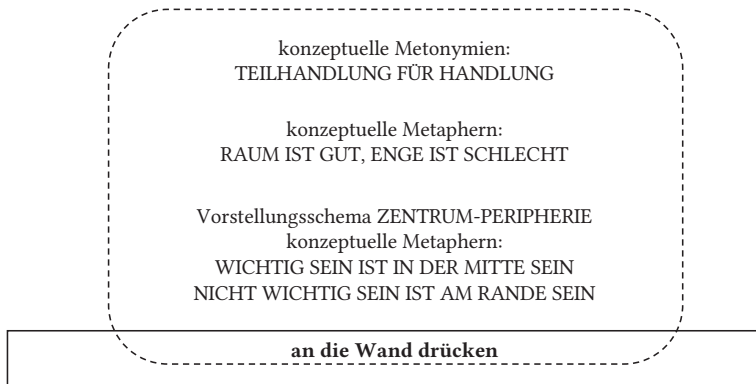 konzeptuelle Metonymien:
TEILHANDLUNG FÜR HANDLUNG
konzeptuelle Metaphern:
RAUM IST GUT, ENGE IST SCHLECHT
Vorstellungsschema ZENTRUM-PERIPHERIE
konzeptuelle Metaphern:
WICHTIG SEIN IST IN DER MITTE SEIN
NICHT WICHTIG SEIN IST AM RANDE SEIN
an die Wand drücken